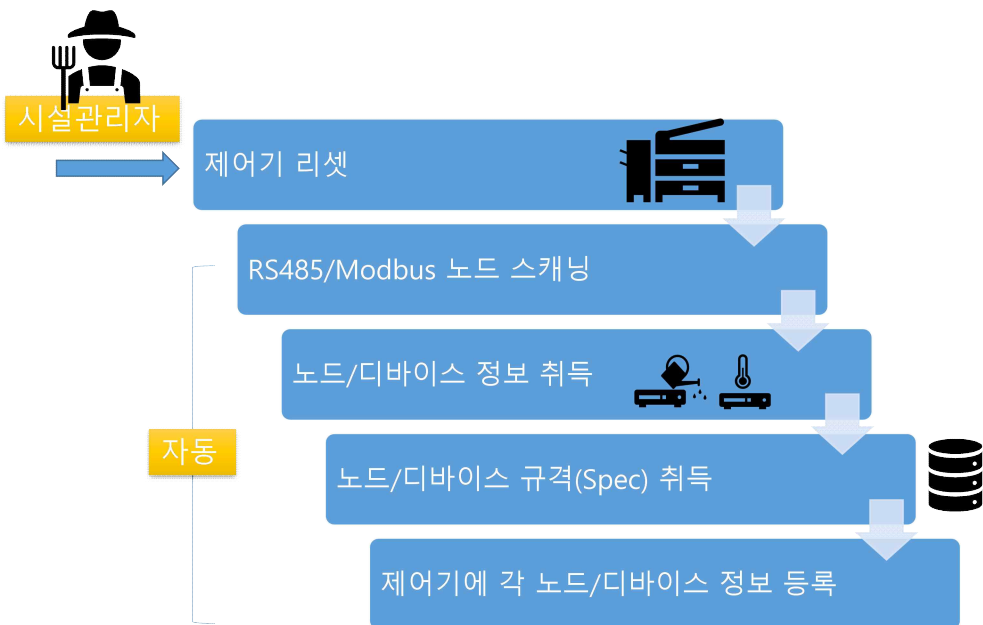 시설관리자
제어기 리셋
RS485/Modbus 노드 스캐닝
노드/디바이스 정보 취득
자동
노드/디바이스 규격(Spec) 취득
제어기에 각 노드/디바이스 정보 등록